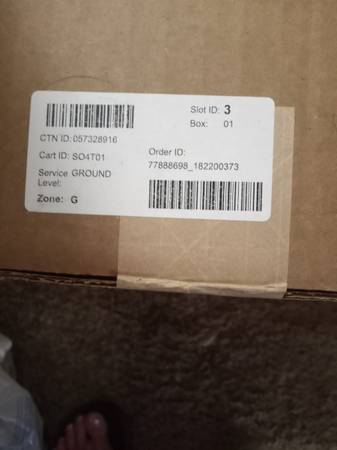 Slot ID: 3
Box: 01
CTN ID: 057328916
Cart ID: SO4T01
Order ID:
77888698_182200373
Service GROUND
Level:
Zone: G